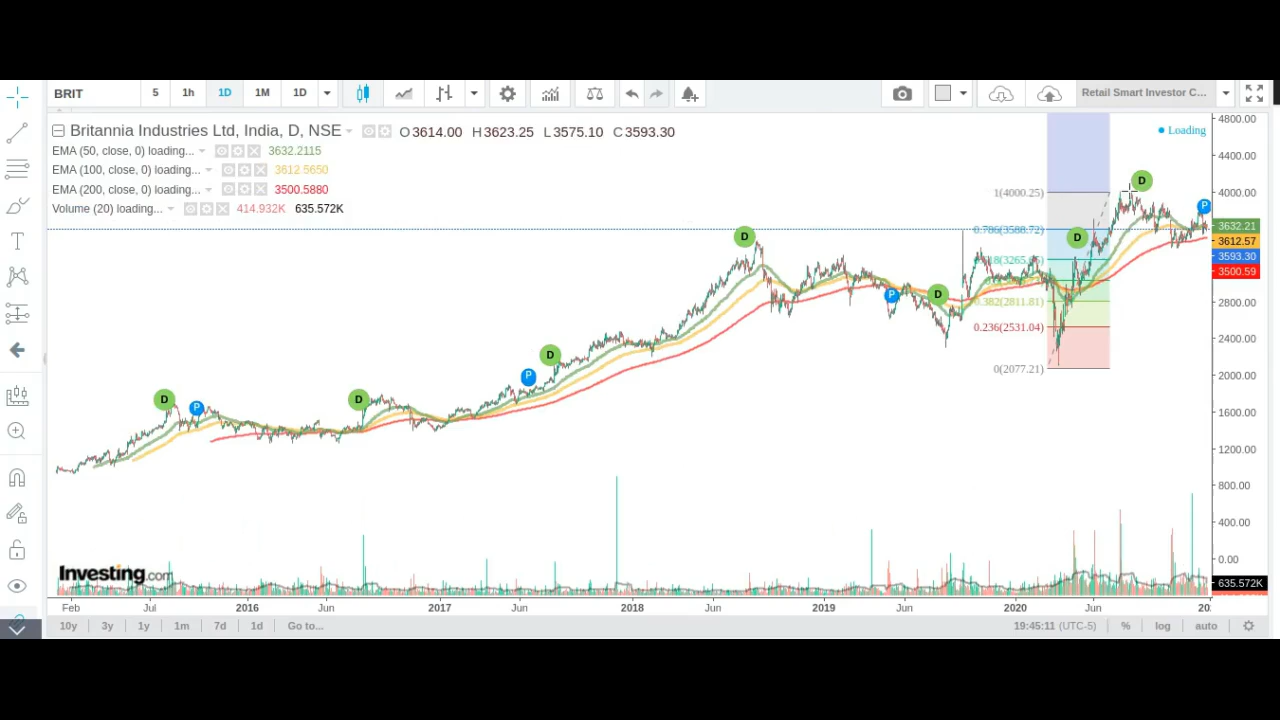 BRIT 5 1h 1D 1M 1D Retail Smart Investor C...
Britannia Industries Ltd, India, D, NSE O3614.00 H3623.25 L3575.10 C3593.30
Loading
EMA (50, close, 0) loading... 3632.2115
EMA (100, close, 0) loading... 3612.5650
EMA (200, close, 0) loading... 3500.5880
Volume (20) loading... 414.932K 635.572K
4800.00
4400.00
4000.00
3632.21
3612.57
3593.30
3500.59
2800.00
2400.00
2000.00
1600.00
1200.00
800.00
400.00
0.00
635.572K
1(4000.25)
0.786(3588.72)
0.382(2811.81)
0.236(2531.04)
0(2077.21)
D P D P D D P D D D P
Investing.com
Feb Jul 2016 Jun 2017 Jun 2018 Jun 2019 Jun 2020 Jun 20
10y 3y 1y 1m 7d 1d Go to... 19:45:11 (UTC-5) % log auto